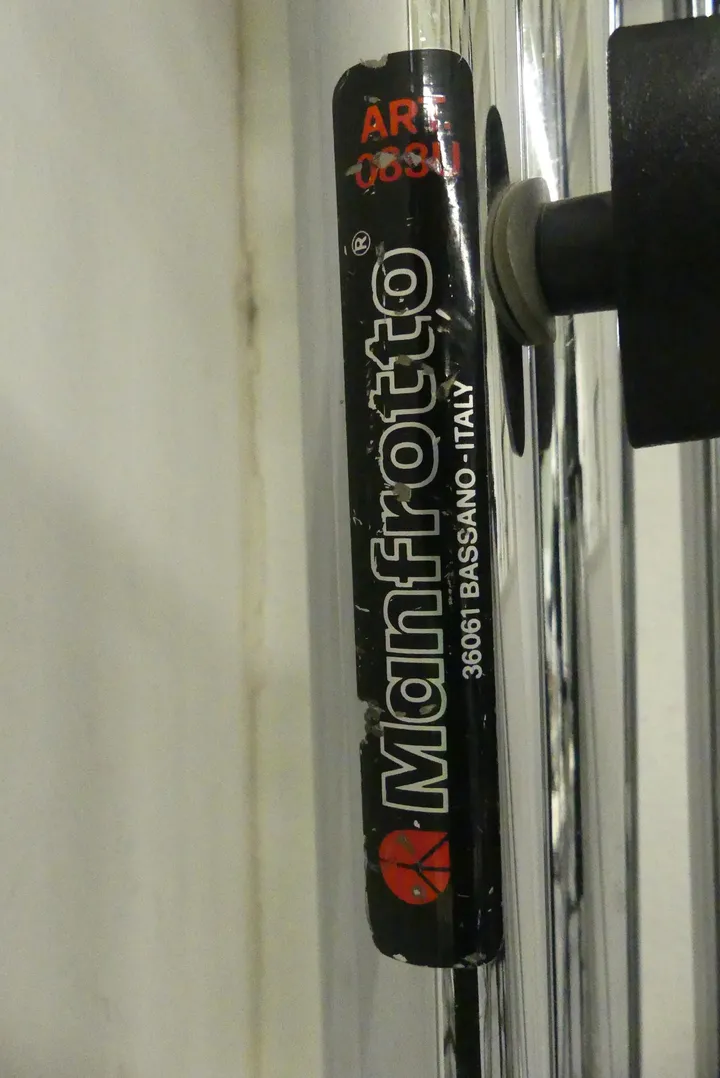 ART.
Manfrotto®
36061 BASSANO - ITALY